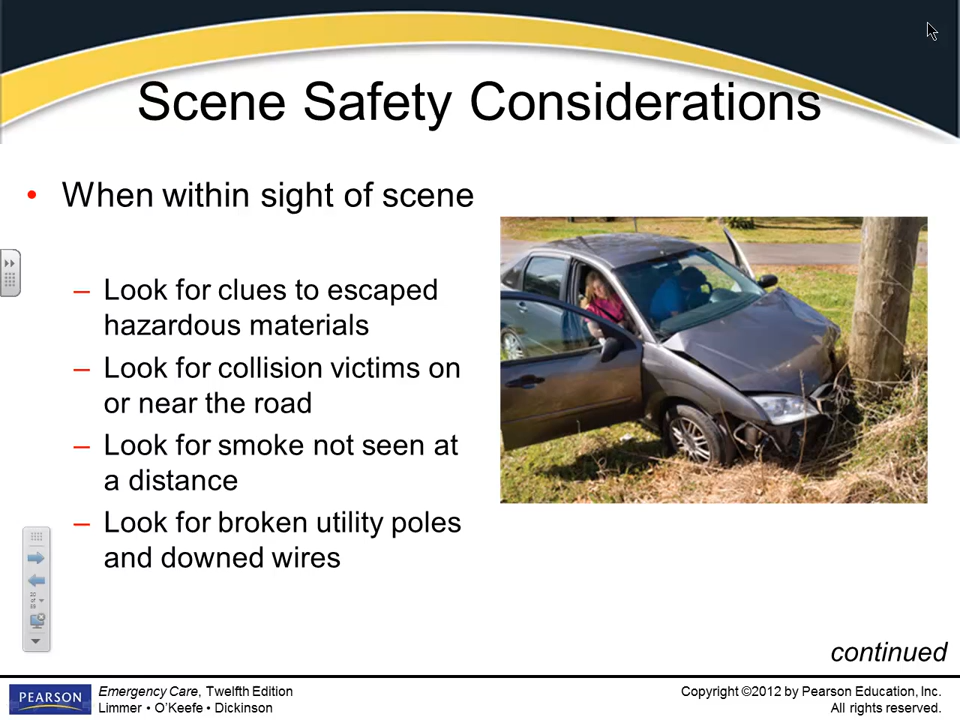 Scene Safety Considerations
• When within sight of scene
– Look for clues to escaped
hazardous materials
– Look for collision victims on
or near the road
– Look for smoke not seen at
a distance
– Look for broken utility poles
and downed wires
continued
PEARSON
Emergency Care, Twelfth Edition
Limmer • O’Keefe • Dickinson
Copyright ©2012 by Pearson Education, Inc.
All rights reserved.